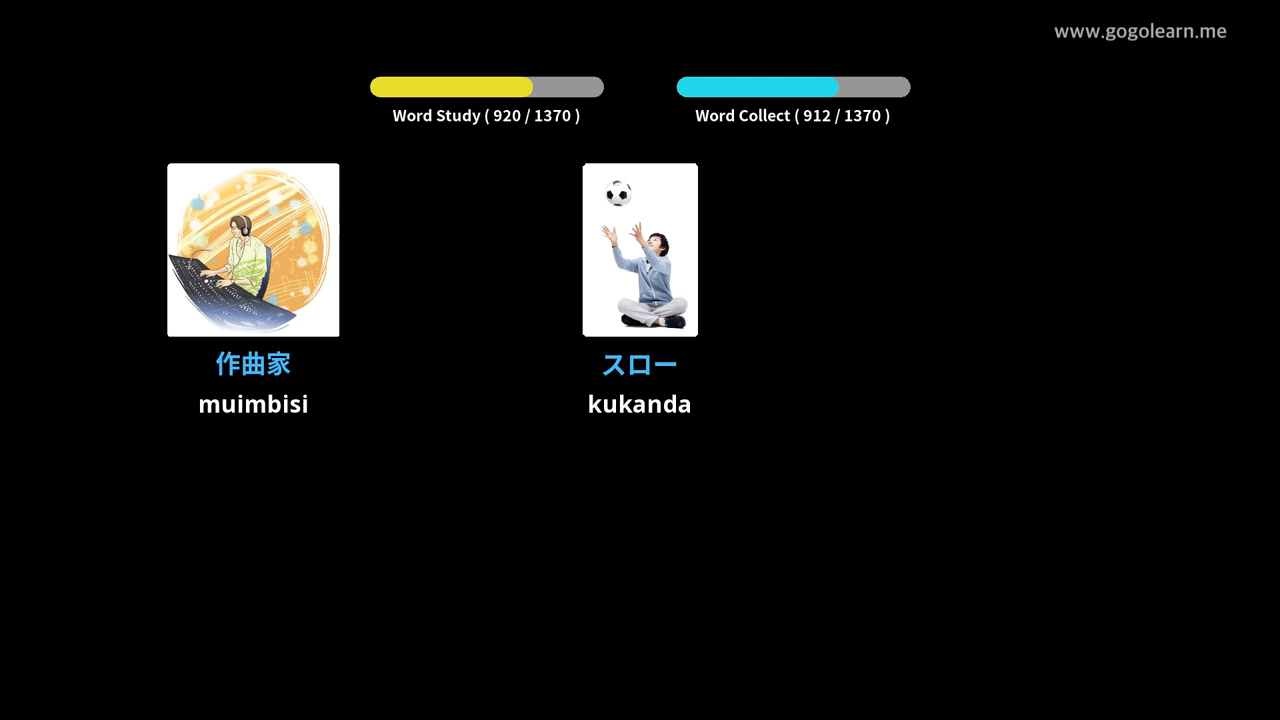 www.gogolearn.me
Word Study ( 920 / 1370 )
Word Collect ( 912 / 1370 )
作曲家
muimbisi
スロー
kukanda